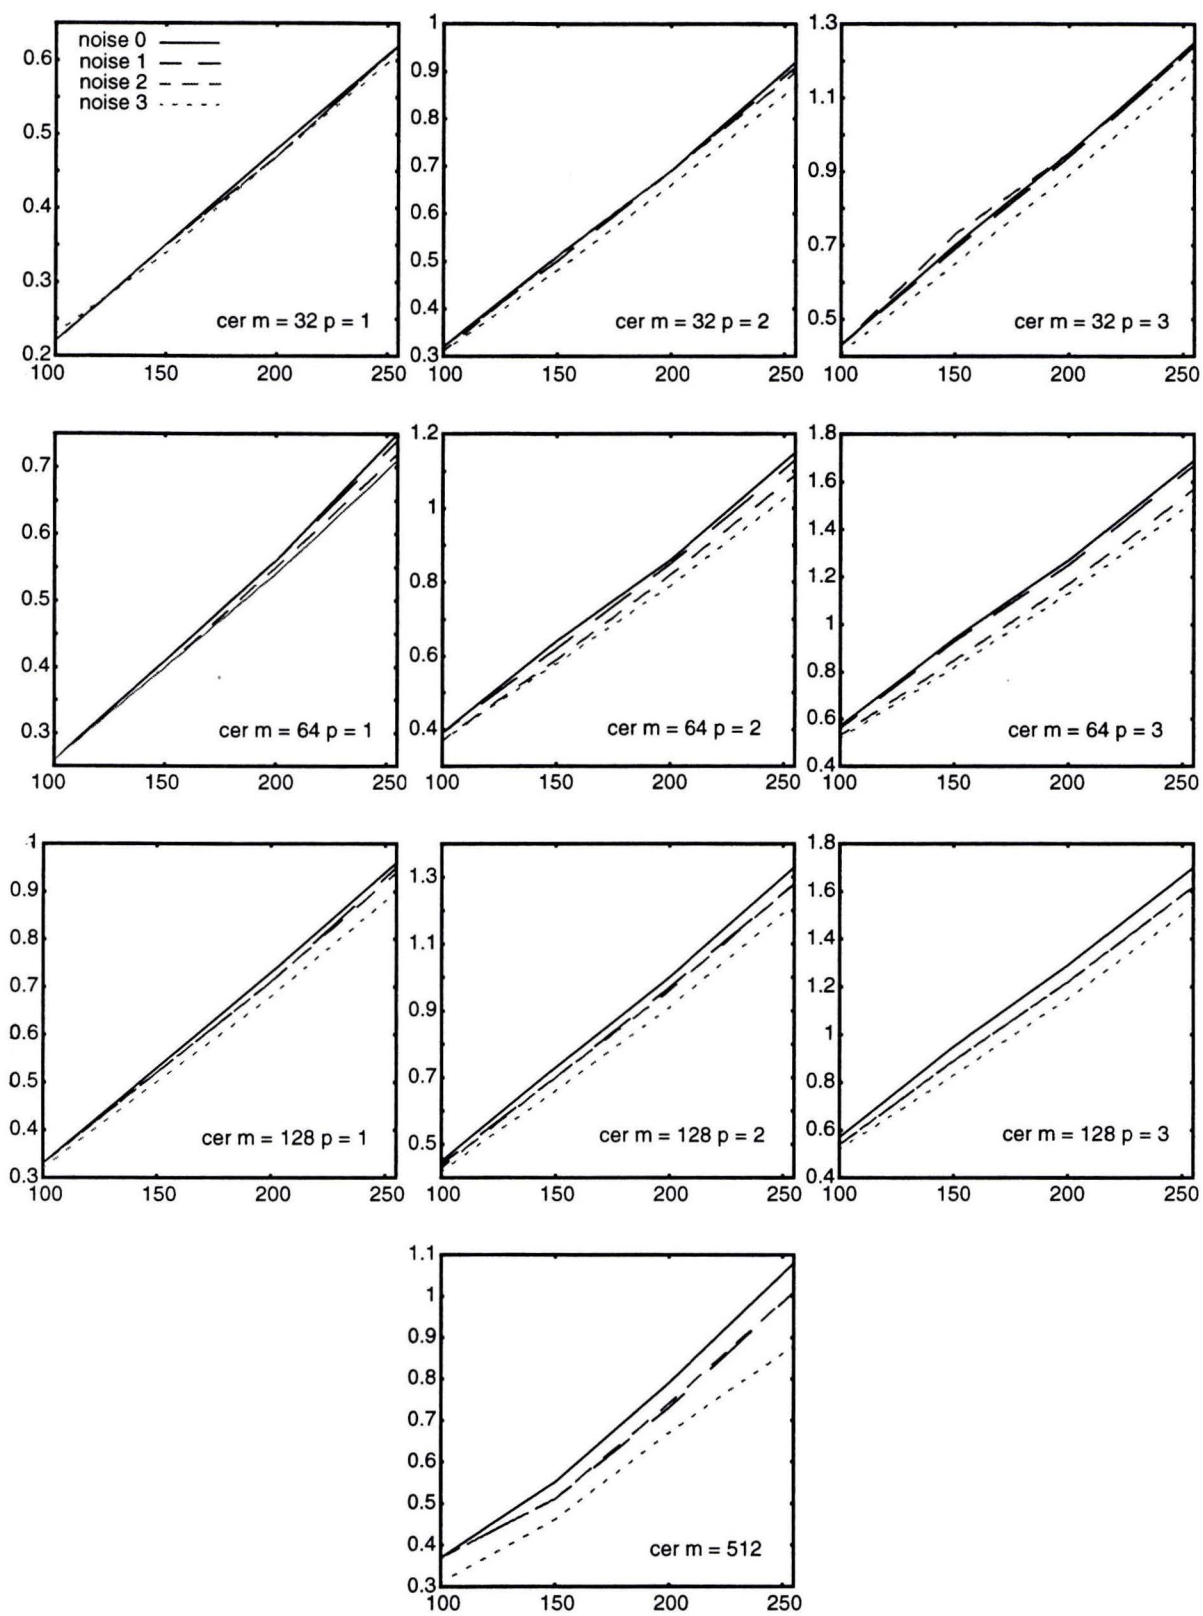 noise 0
noise 1
noise 2
noise 3
0.6
0.5
0.4
0.3
0.2
100 150 200 250
cer m = 32 p = 1
1
0.9
0.8
0.7
0.6
0.5
0.4
0.3
100 150 200 250
cer m = 32 p = 2
1.3
1.1
0.9
0.7
0.5
100 150 200 250
cer m = 32 p = 3
0.7
0.6
0.5
0.4
0.3
100 150 200 250
cer m = 64 p = 1
1.2
1
0.8
0.6
0.4
100 150 200 250
cer m = 64 p = 2
1.8
1.6
1.4
1.2
1
0.8
0.6
0.4
100 150 200 250
cer m = 64 p = 3
1
0.9
0.8
0.7
0.6
0.5
0.4
0.3
100 150 200 250
cer m = 128 p = 1
1.3
1.1
0.9
0.7
0.5
100 150 200 250
cer m = 128 p = 2
1.8
1.6
1.4
1.2
1
0.8
0.6
0.4
100 150 200 250
cer m = 128 p = 3
1.1
1
0.9
0.8
0.7
0.6
0.5
0.4
0.3
100 150 200 250
cer m = 512